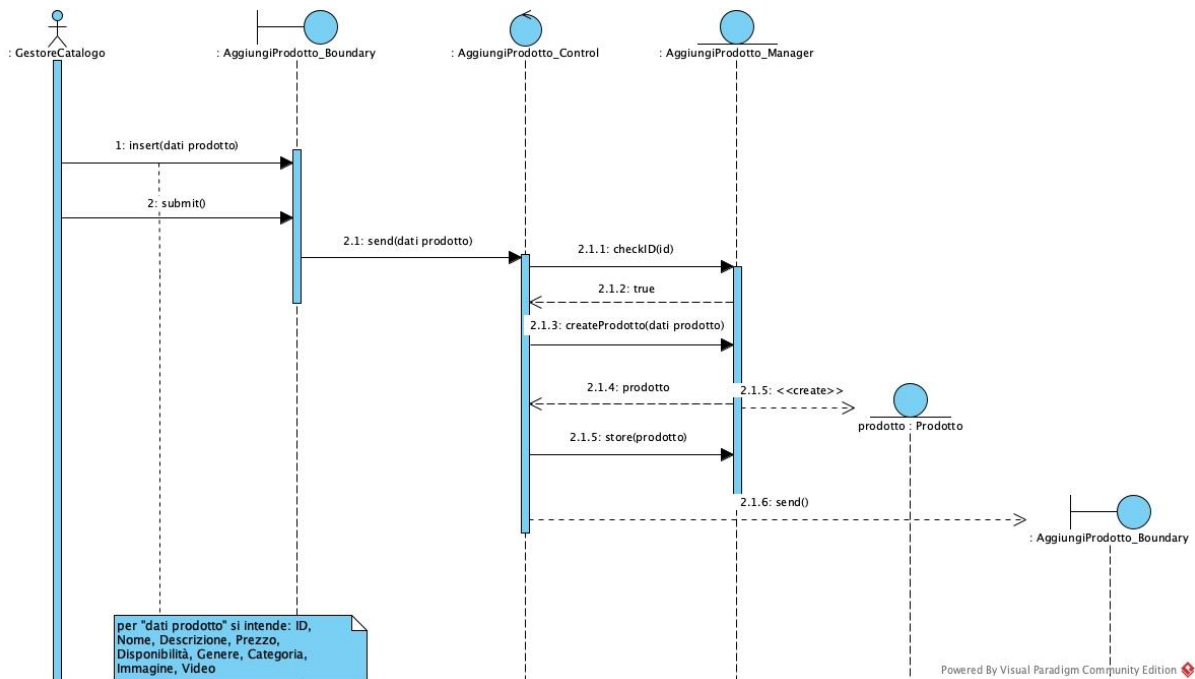 : GestoreCatalogo
: AggiungiProdotto_Boundary
: AggiungiProdotto_Control
: AggiungiProdotto_Manager
1: insert(dati prodotto)
2: submit()
2.1: send(dati prodotto)
2.1.1: checkID(id)
2.1.2: true
2.1.3: createProdotto(dati prodotto)
2.1.4: prodotto
2.1.5: <<create>>
prodotto : Prodotto
2.1.5: store(prodotto)
2.1.6: send()
: AggiungiProdotto_Boundary
per "dati prodotto" si intende: ID,
Nome, Descrizione, Prezzo,
Disponibilità, Genere, Categoria,
Immagine, Video
Powered By Visual Paradigm Community Edition